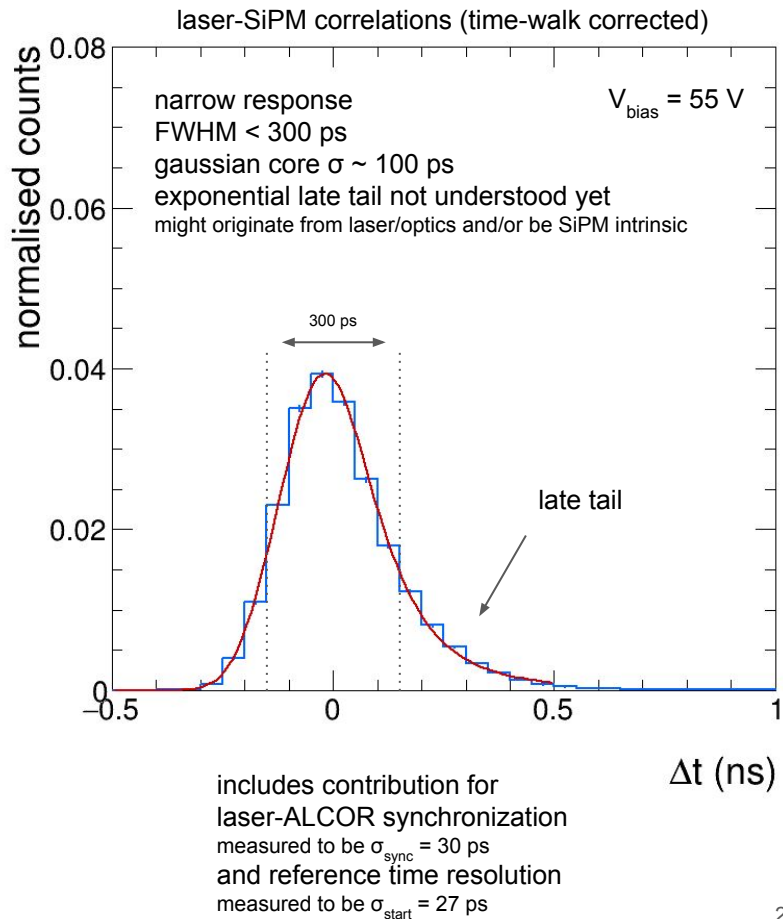 laser-SiPM correlations (time-walk corrected)
normalised counts
0.08
0.06
0.04
0.02
0
narrow response
FWHM < 300 ps
gaussian core σ ~ 100 ps
exponential late tail not understood yet
might originate from laser/optics and/or be SiPM intrinsic
V_bias = 55 V
300 ps
late tail
−0.5
0
0.5
1
Δt (ns)
includes contribution for
laser-ALCOR synchronization
measured to be σ_sync = 30 ps
and reference time resolution
measured to be σ_start = 27 ps
2